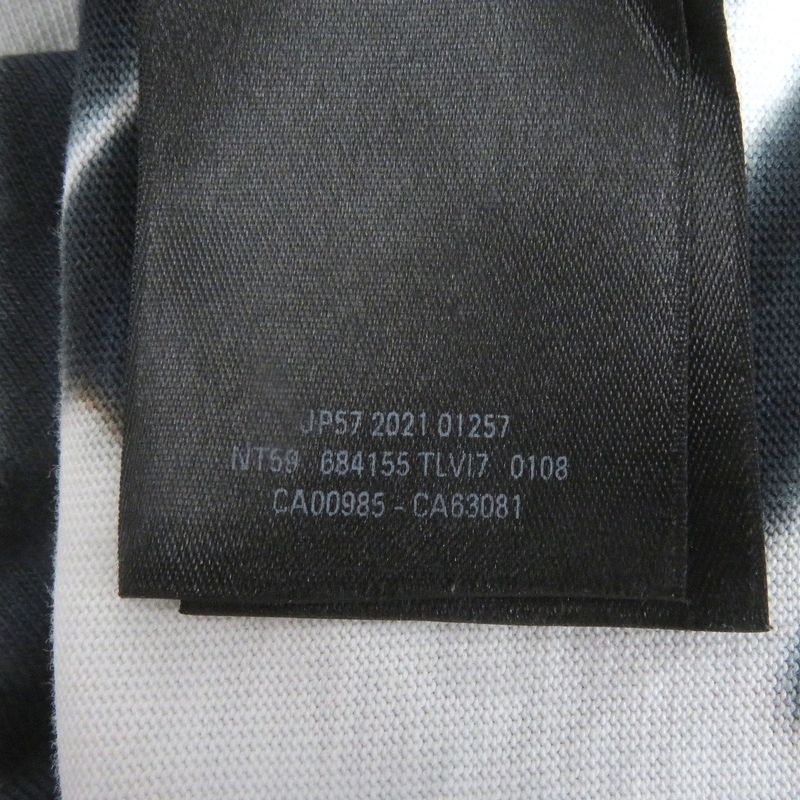 JP57 2021 01257
NT59 684155 TLVI7 0108
CA00985 - CA63081